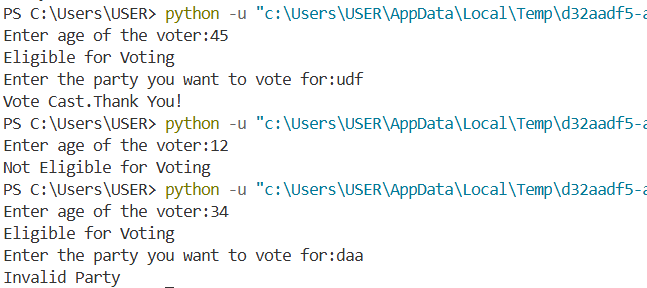 PS C:\Users\USER> python -u "c:\Users\USER\AppData\Local\Temp\d32aadf5-a
Enter age of the voter:45
Eligible for Voting
Enter the party you want to vote for:udf
Vote Cast.Thank You!
PS C:\Users\USER> python -u "c:\Users\USER\AppData\Local\Temp\d32aadf5-a
Enter age of the voter:12
Not Eligible for Voting
PS C:\Users\USER> python -u "c:\Users\USER\AppData\Local\Temp\d32aadf5-a
Enter age of the voter:34
Eligible for Voting
Enter the party you want to vote for:daa
Invalid Party